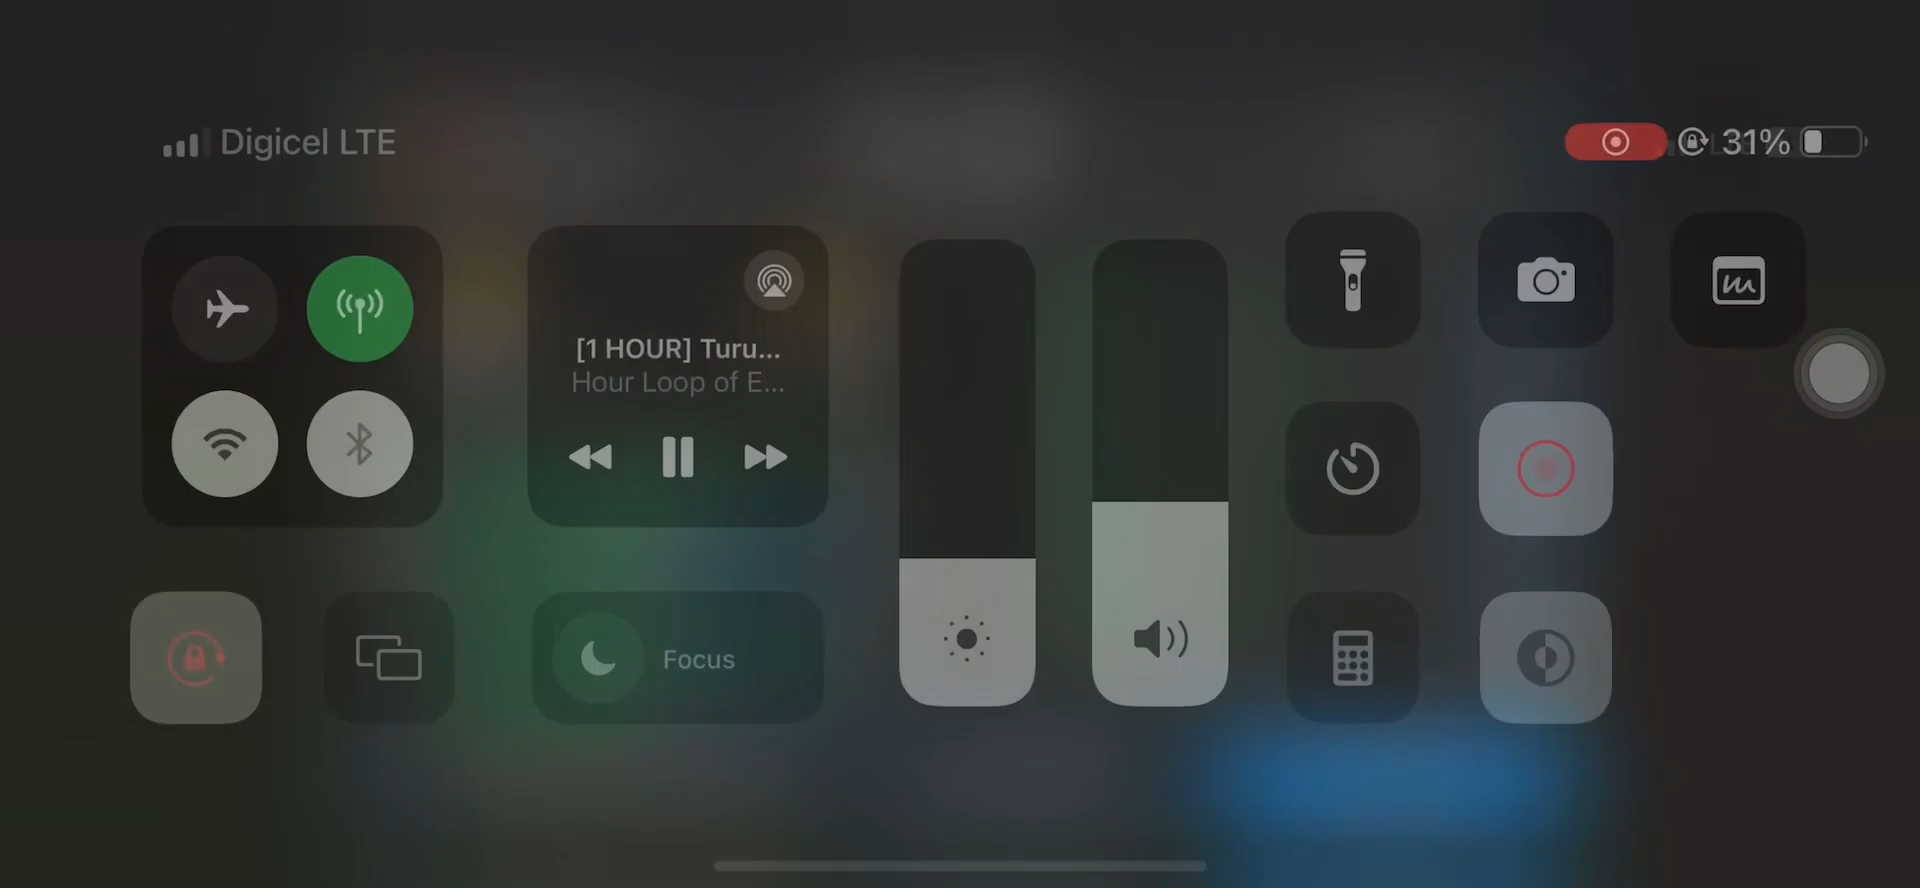 Digicel LTE
31%
[1 HOUR] Turu...
Hour Loop of E...
Focus